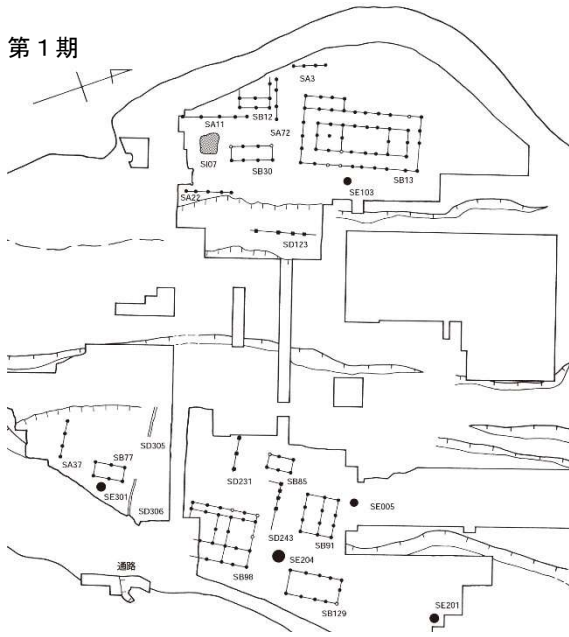 第1期
SA3
SA11
SB12
SA72
SI07
SB30
SB13
SE103
SA22
SD123
SD305
SA37
SB77
SE301
SD306
SD231
SB85
SE005
SD243
SB91
SE204
SB98
SB129
通路
SE201